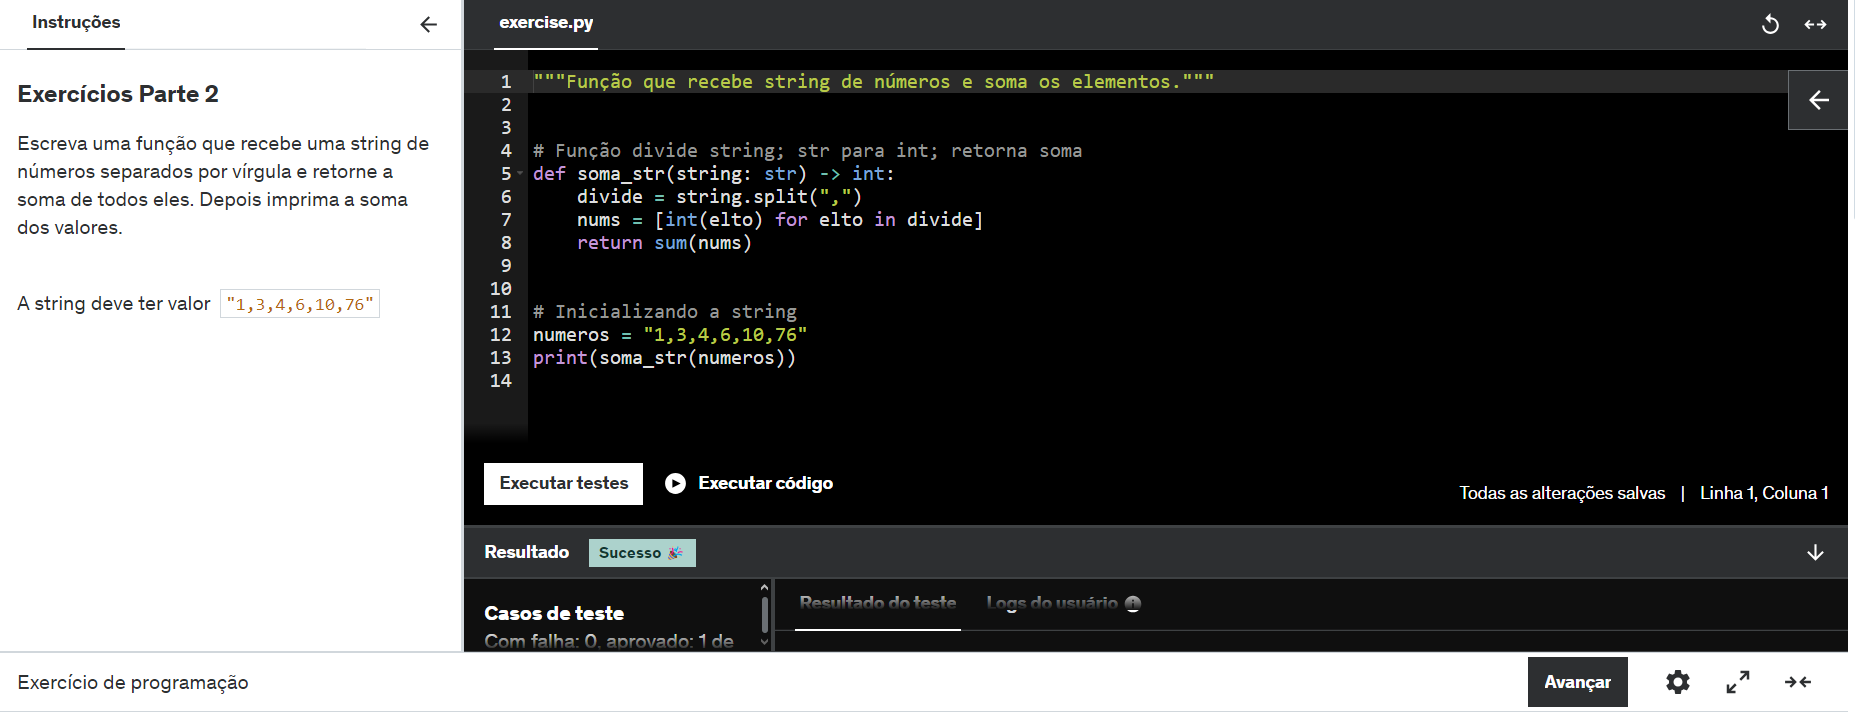 Instruções
Exercícios Parte 2
Escreva uma função que recebe uma string de
números separados por vírgula e retorne a
soma de todos eles. Depois imprima a soma
dos valores.
A string deve ter valor "1,3,4,6,10,76"
exercise.py
1 """Função que recebe string de números e soma os elementos."""
2
3
4 # Função divide string; str para int; retorna soma
5 def soma_str(string: str) -> int:
6     divide = string.split(",")
7     nums = [int(elto) for elto in divide]
8     return sum(nums)
9
10
11 # Inicializando a string
12 numeros = "1,3,4,6,10,76"
13 print(soma_str(numeros))
14
Executar testes Executar código
Todas as alterações salvas | Linha 1, Coluna 1
Resultado Sucesso 🎉
Casos de teste
Com falha: 0, aprovado: 1 de
Resultado do teste Logs do usuário
Exercício de programação
Avançar